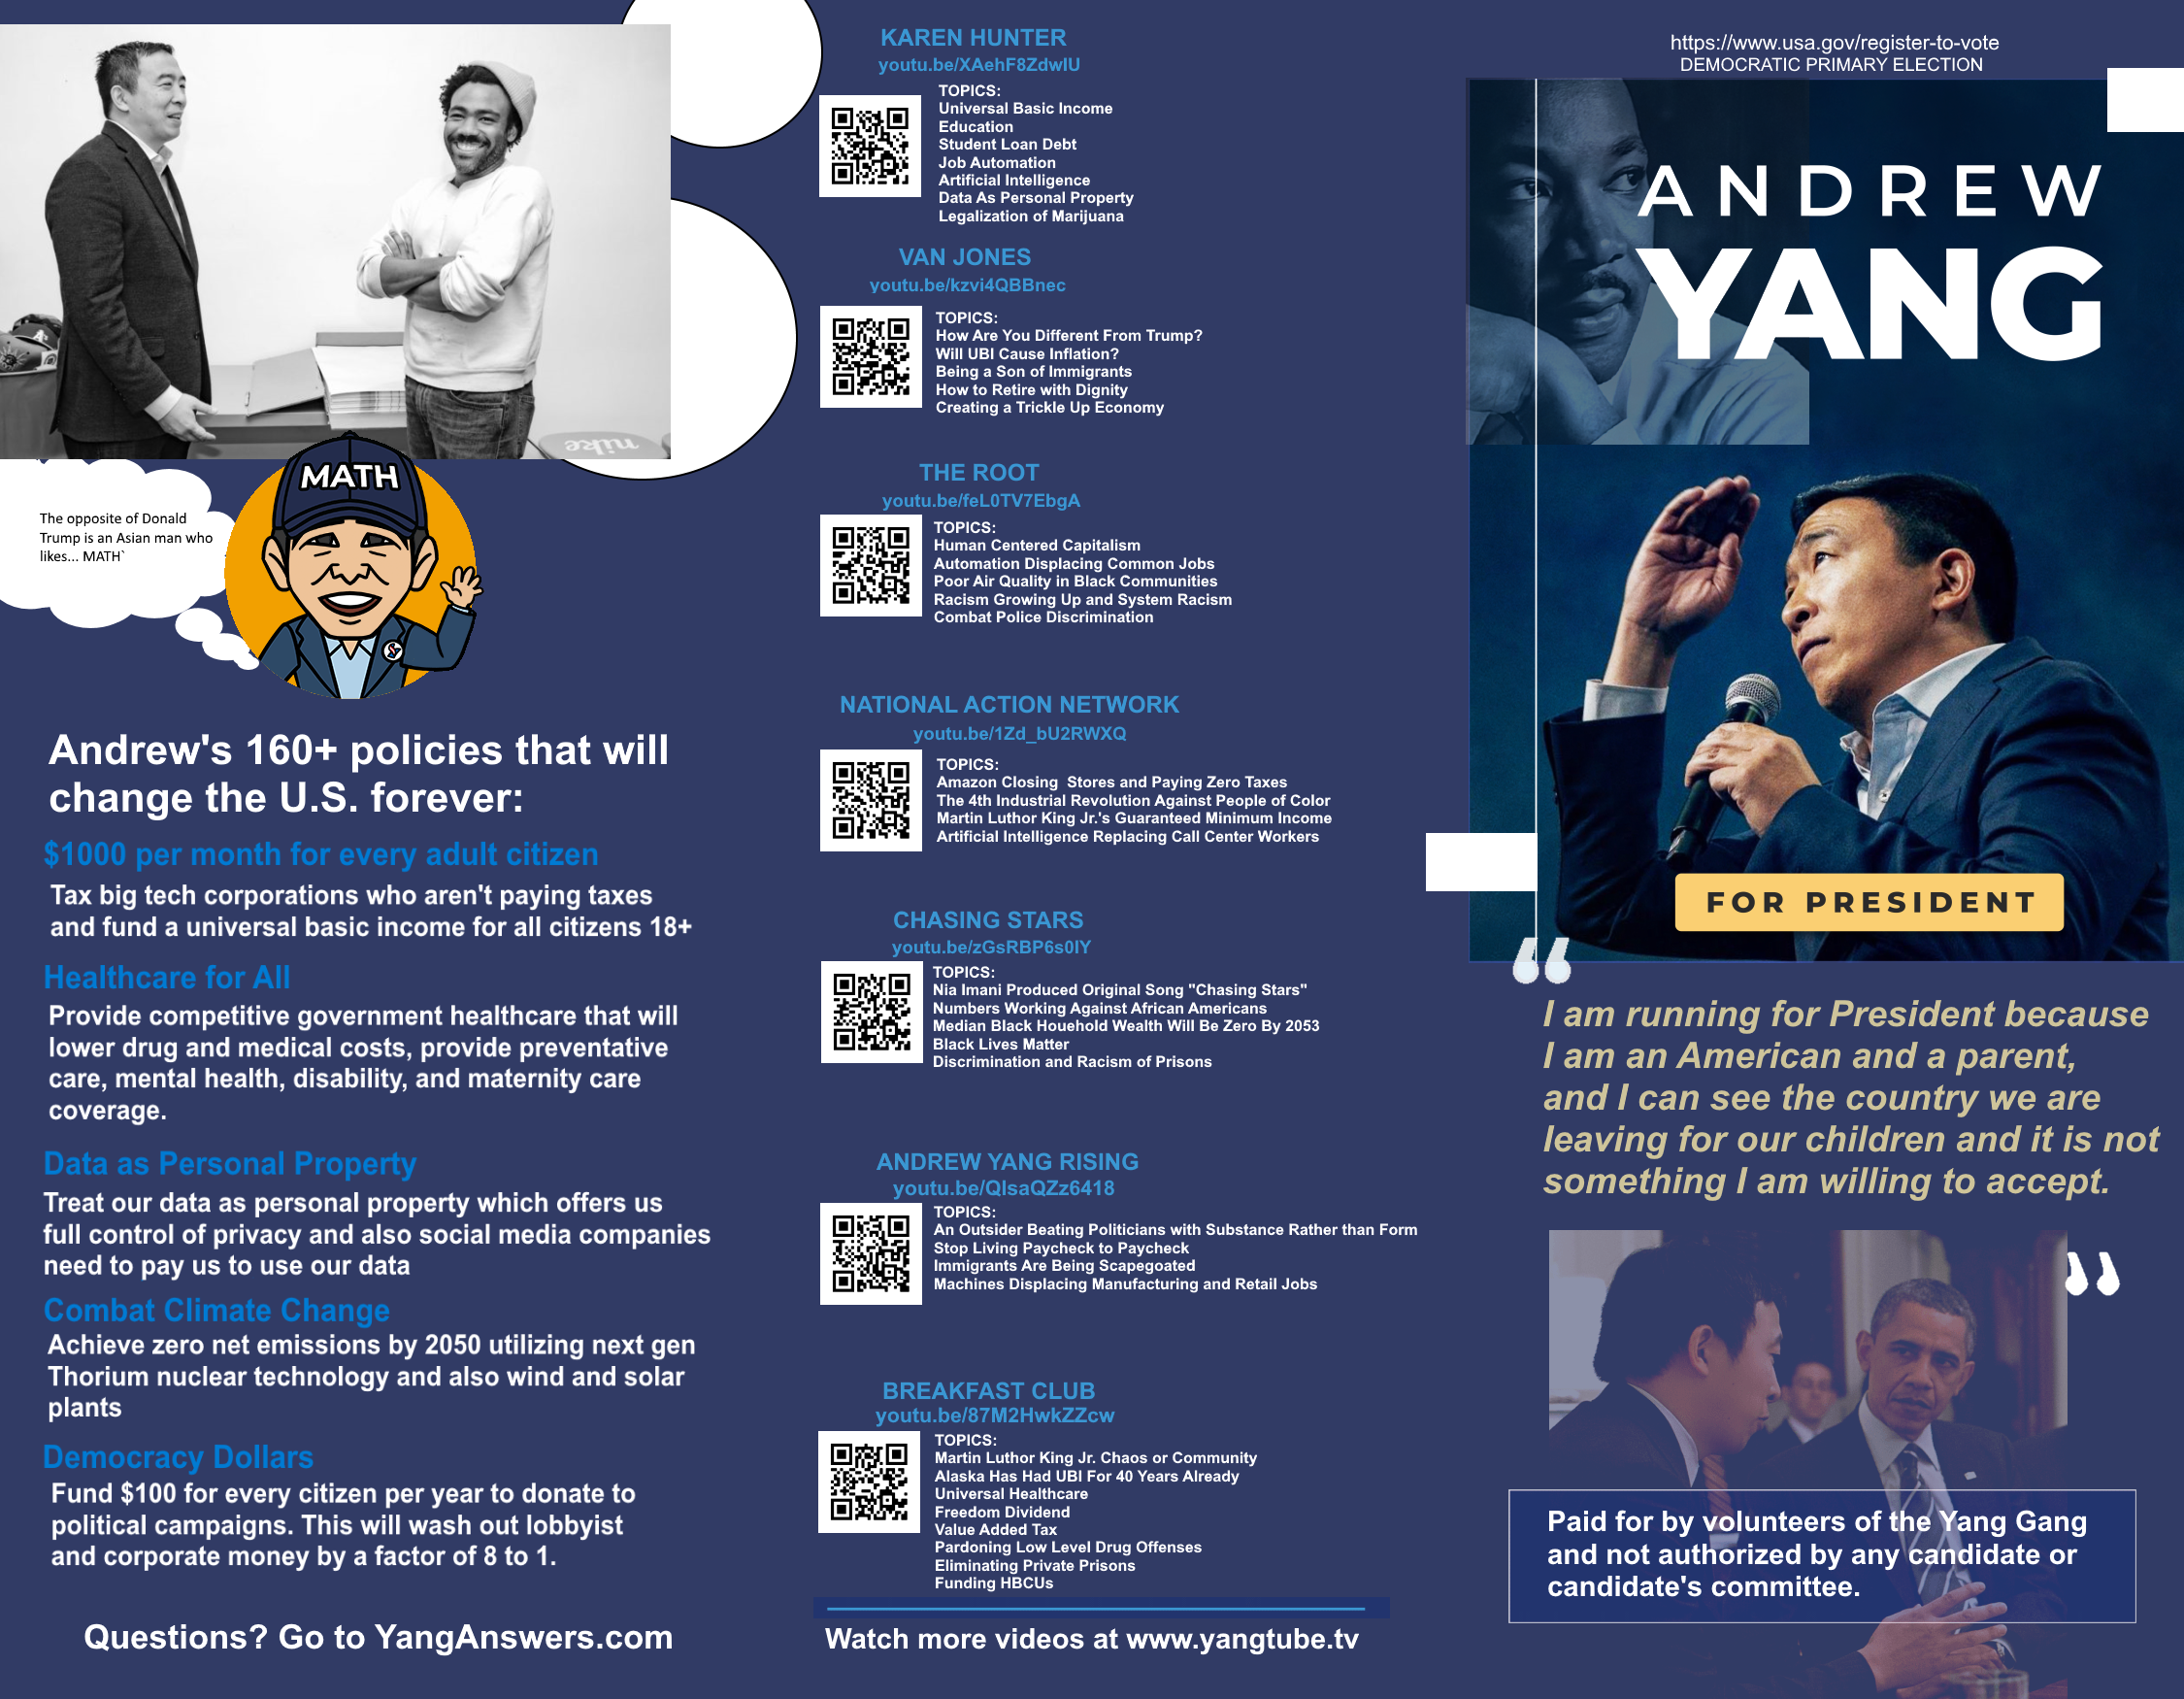 The opposite of Donald
Trump is an Asian man who
likes... MATH`
MATH
Andrew's 160+ policies that will
change the U.S. forever:
$1000 per month for every adult citizen
Tax big tech corporations who aren't paying taxes
and fund a universal basic income for all citizens 18+
Healthcare for All
Provide competitive government healthcare that will
lower drug and medical costs, provide preventative
care, mental health, disability, and maternity care
coverage.
Data as Personal Property
Treat our data as personal property which offers us
full control of privacy and also social media companies
need to pay us to use our data
Combat Climate Change
Achieve zero net emissions by 2050 utilizing next gen
Thorium nuclear technology and also wind and solar
plants
Democracy Dollars
Fund $100 for every citizen per year to donate to
political campaigns. This will wash out lobbyist
and corporate money by a factor of 8 to 1.
Questions? Go to YangAnswers.com
KAREN HUNTER
youtu.be/XAehF8ZdwlU
TOPICS:
Universal Basic Income
Education
Student Loan Debt
Job Automation
Artificial Intelligence
Data As Personal Property
Legalization of Marijuana
VAN JONES
youtu.be/kzvi4QBBnec
TOPICS:
How Are You Different From Trump?
Will UBI Cause Inflation?
Being a Son of Immigrants
How to Retire with Dignity
Creating a Trickle Up Economy
THE ROOT
youtu.be/feL0TV7EbgA
TOPICS:
Human Centered Capitalism
Automation Displacing Common Jobs
Poor Air Quality in Black Communities
Racism Growing Up and System Racism
Combat Police Discrimination
NATIONAL ACTION NETWORK
youtu.be/1Zd_bU2RWXQ
TOPICS:
Amazon Closing  Stores and Paying Zero Taxes
The 4th Industrial Revolution Against People of Color
Martin Luthor King Jr.'s Guaranteed Minimum Income
Artificial Intelligence Replacing Call Center Workers
CHASING STARS
youtu.be/zGsRBP6s0lY
TOPICS:
Nia Imani Produced Original Song "Chasing Stars"
Numbers Working Against African Americans
Median Black Houehold Wealth Will Be Zero By 2053
Black Lives Matter
Discrimination and Racism of Prisons
ANDREW YANG RISING
youtu.be/QlsaQZz6418
TOPICS:
An Outsider Beating Politicians with Substance Rather than Form
Stop Living Paycheck to Paycheck
Immigrants Are Being Scapegoated
Machines Displacing Manufacturing and Retail Jobs
BREAKFAST CLUB
youtu.be/87M2HwkZZcw
TOPICS:
Martin Luthor King Jr. Chaos or Community
Alaska Has Had UBI For 40 Years Already
Universal Healthcare
Freedom Dividend
Value Added Tax
Pardoning Low Level Drug Offenses
Eliminating Private Prisons
Funding HBCUs
Watch more videos at www.yangtube.tv
https://www.usa.gov/register-to-vote
DEMOCRATIC PRIMARY ELECTION
ANDREW
YANG
FOR PRESIDENT
“
I am running for President because
I am an American and a parent,
and I can see the country we are
leaving for our children and it is not
something I am willing to accept.
”
Paid for by volunteers of the Yang Gang
and not authorized by any candidate or
candidate's committee.